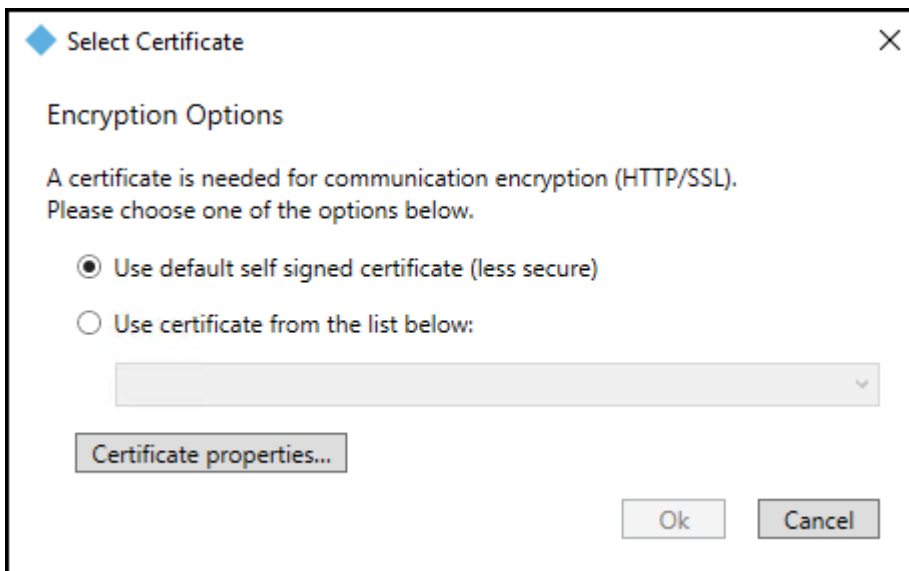 Select Certificate
Encryption Options
A certificate is needed for communication encryption (HTTP/SSL).
Please choose one of the options below.
Use default self signed certificate (less secure)
Use certificate from the list below:
Certificate properties...
Ok
Cancel